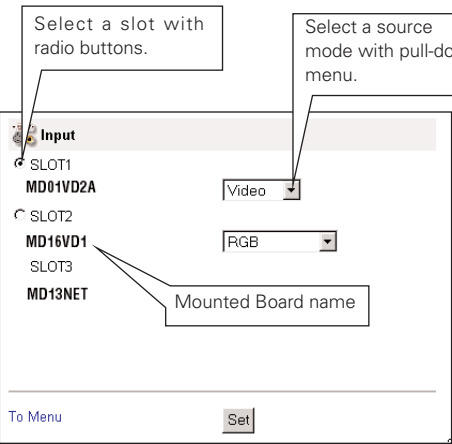 Select a slot with
radio buttons.
Select a source
mode with pull-do
menu.
Input
SLOT1
MD01VD2A
Video
SLOT2
MD16VD1
RGB
SLOT3
MD13NET
Mounted Board name
To Menu
Set